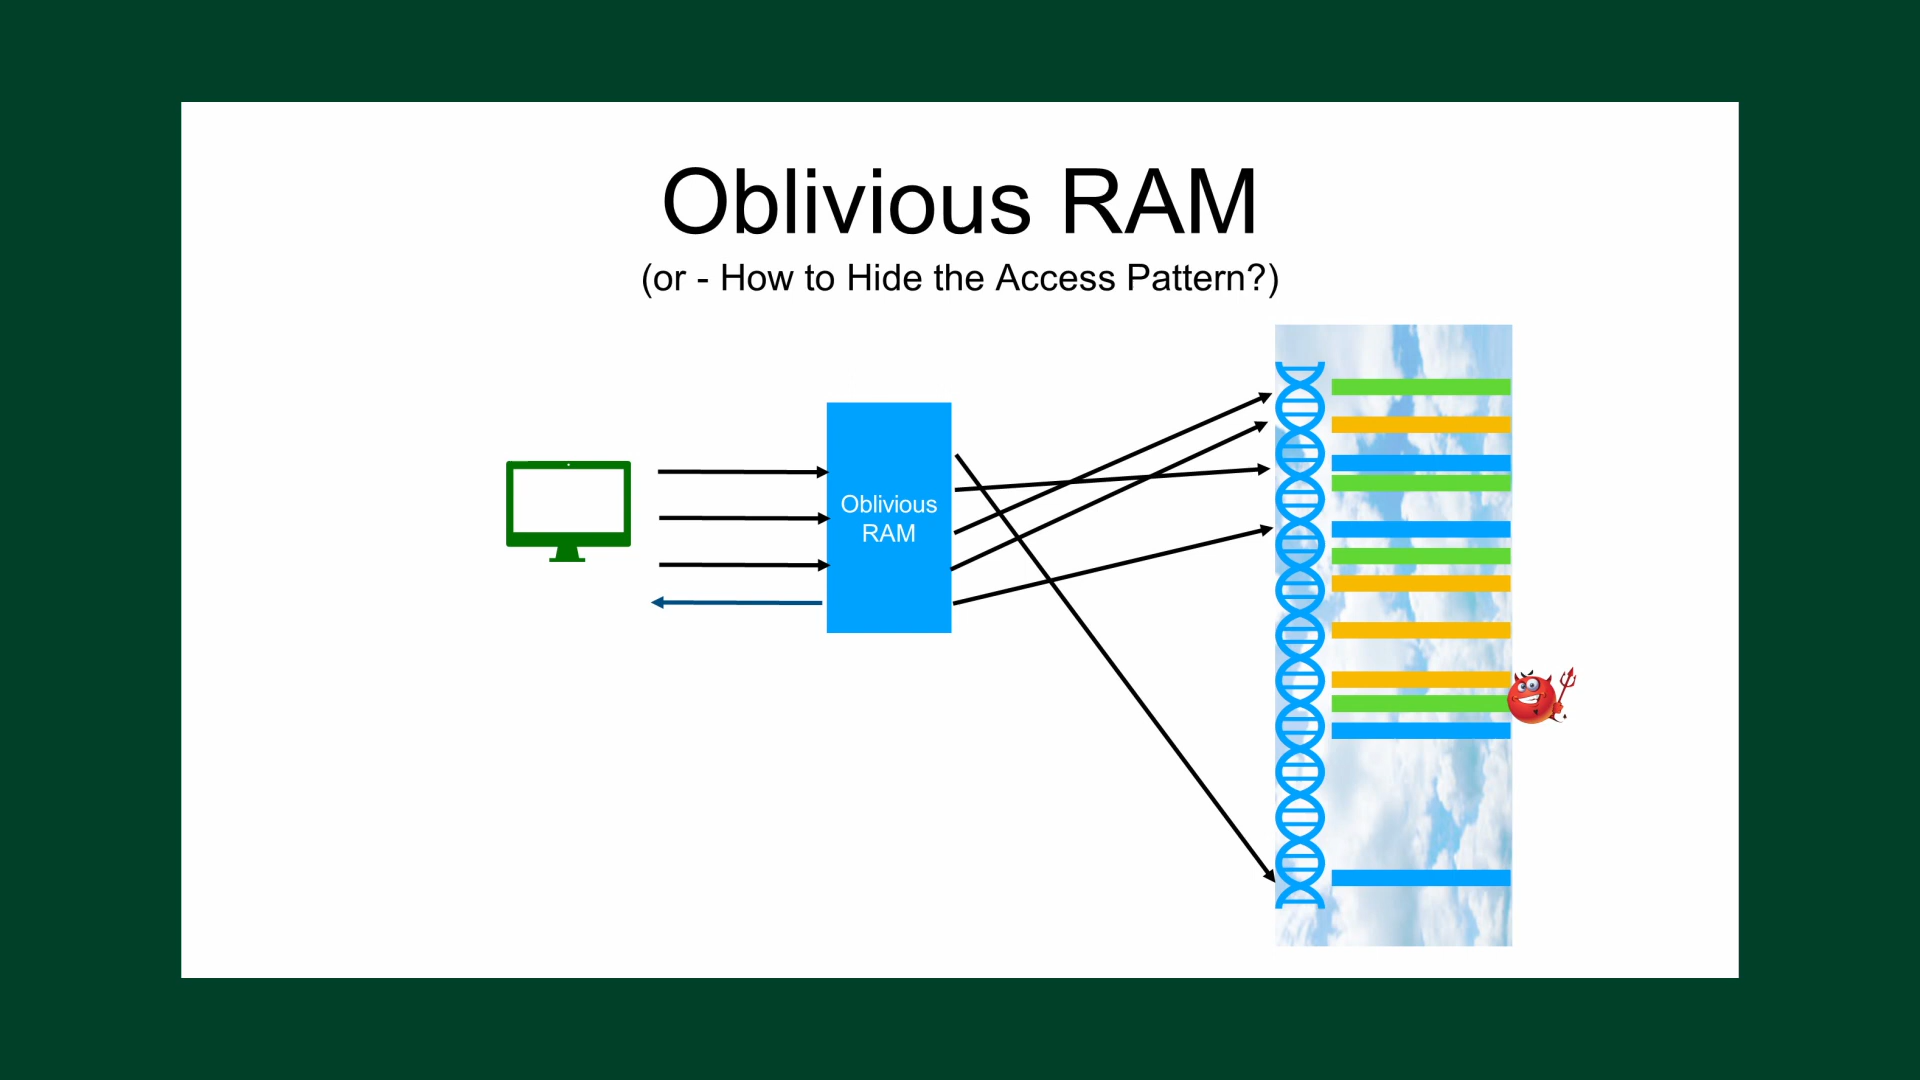 Oblivious RAM
(or - How to Hide the Access Pattern?)
Oblivious
RAM